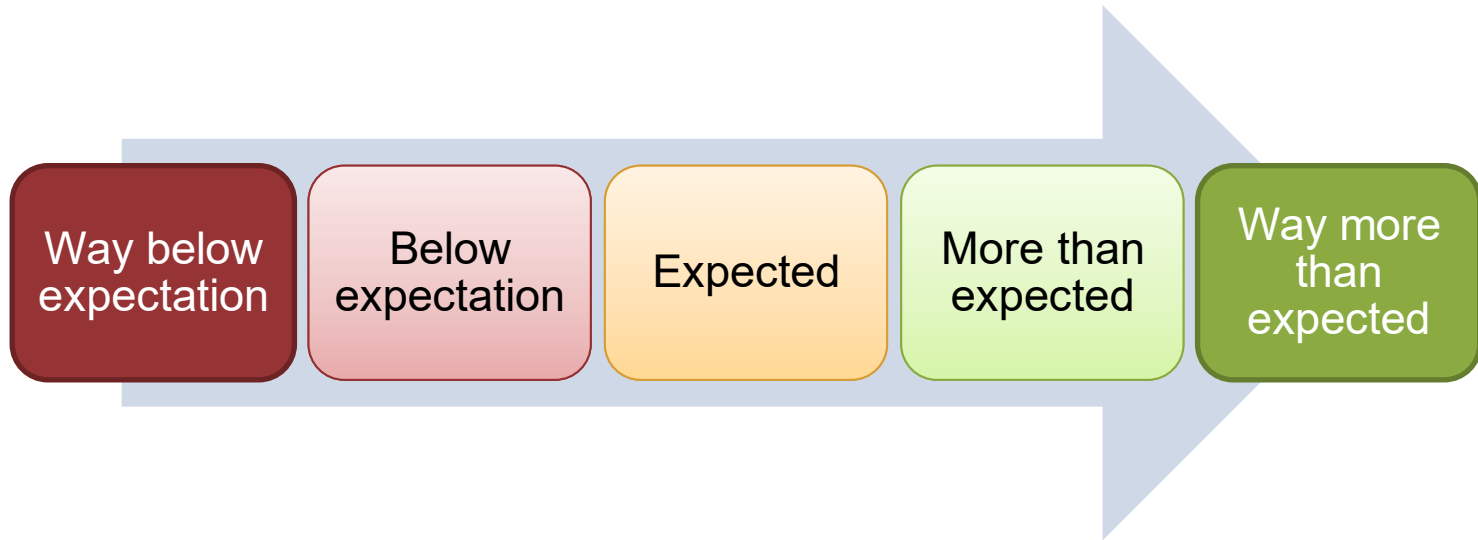 Way below
expectation
Below
expectation
Expected
More than
expected
Way more
than
expected